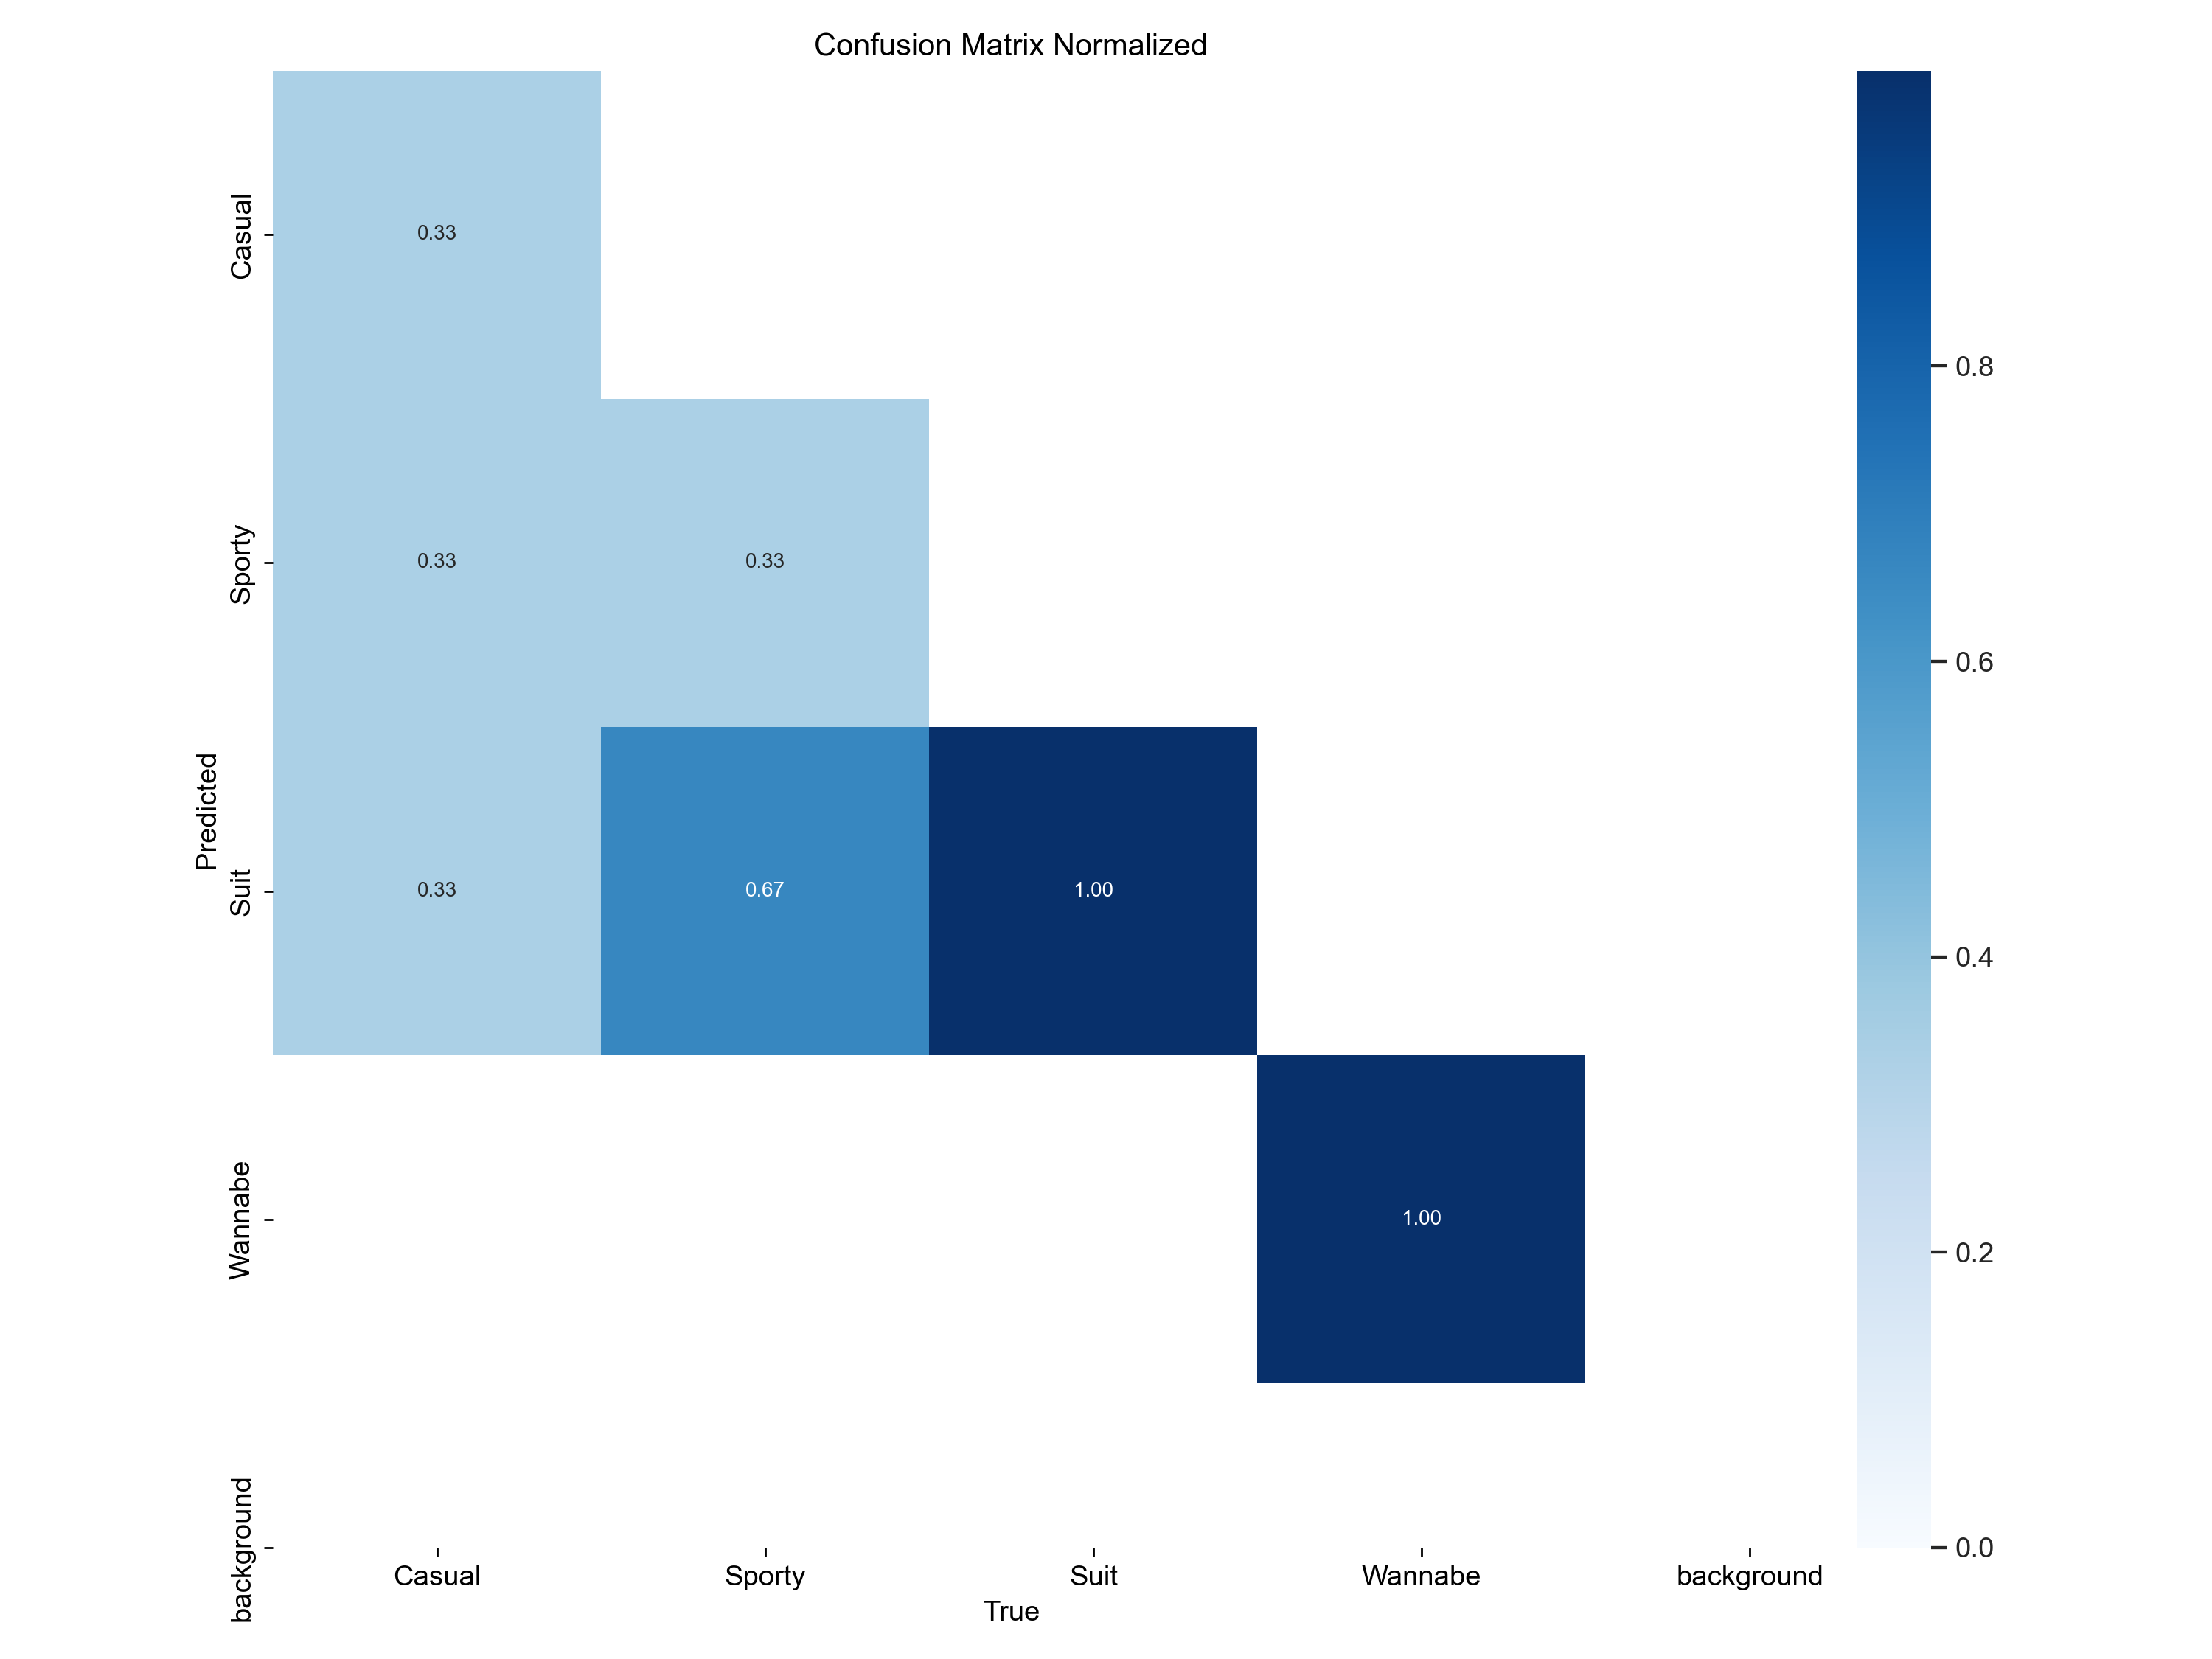 Confusion Matrix Normalized
Casual
Sporty
Suit
Wannabe
background
Predicted
0.33
0.33
0.33
0.33
0.67
1.00
1.00
Casual
Sporty
Suit
Wannabe
background
True
0.8
0.6
0.4
0.2
0.0